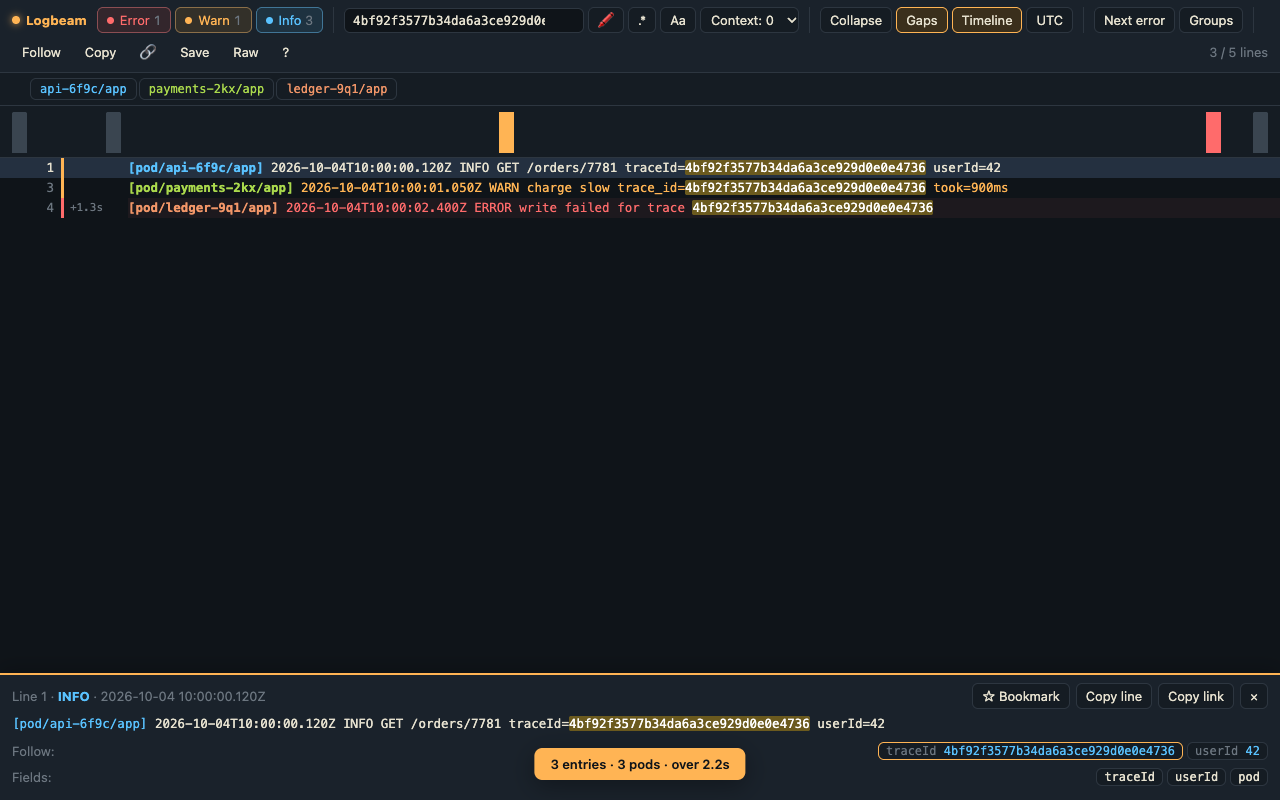 Logbeam Error 1 Warn 1 Info 3 4bf92f3577b34da6a3ce929d0e .* Aa Context: 0 Collapse Gaps Timeline UTC Next error Groups
Follow Copy Save Raw ? 3 / 5 lines
api-6f9c/app payments-2kx/app ledger-9q1/app
1 [pod/api-6f9c/app] 2026-10-04T10:00:00.120Z INFO GET /orders/7781 traceId=4bf92f3577b34da6a3ce929d0e0e4736 userId=42
3 [pod/payments-2kx/app] 2026-10-04T10:00:01.050Z WARN charge slow trace_id=4bf92f3577b34da6a3ce929d0e0e4736 took=900ms
4 +1.3s [pod/ledger-9q1/app] 2026-10-04T10:00:02.400Z ERROR write failed for trace 4bf92f3577b34da6a3ce929d0e0e4736
Line 1 · INFO · 2026-10-04 10:00:00.120Z ☆ Bookmark Copy line Copy link ×
[pod/api-6f9c/app] 2026-10-04T10:00:00.120Z INFO GET /orders/7781 traceId=4bf92f3577b34da6a3ce929d0e0e4736 userId=42
Follow: traceId 4bf92f3577b34da6a3ce929d0e0e4736 userId 42
3 entries · 3 pods · over 2.2s
Fields: traceId userId pod